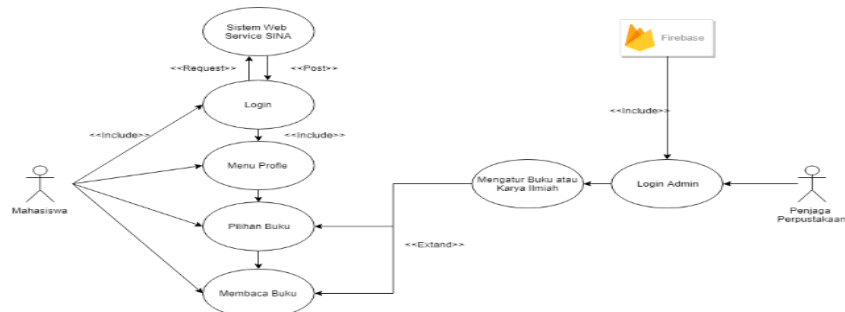 Sistem Web
Service SINA
Firebase
<<Request>>
<<Post>>
Login
<<Include>>
<<Include>>
<<Include>>
Menu Profle
Mengatur Buku atau
Karya Ilmiah
Login Admin
Mahasiswa
Penjaga
Perpustakaan
Pilihan Buku
<<Extand>>
Membaca Buku